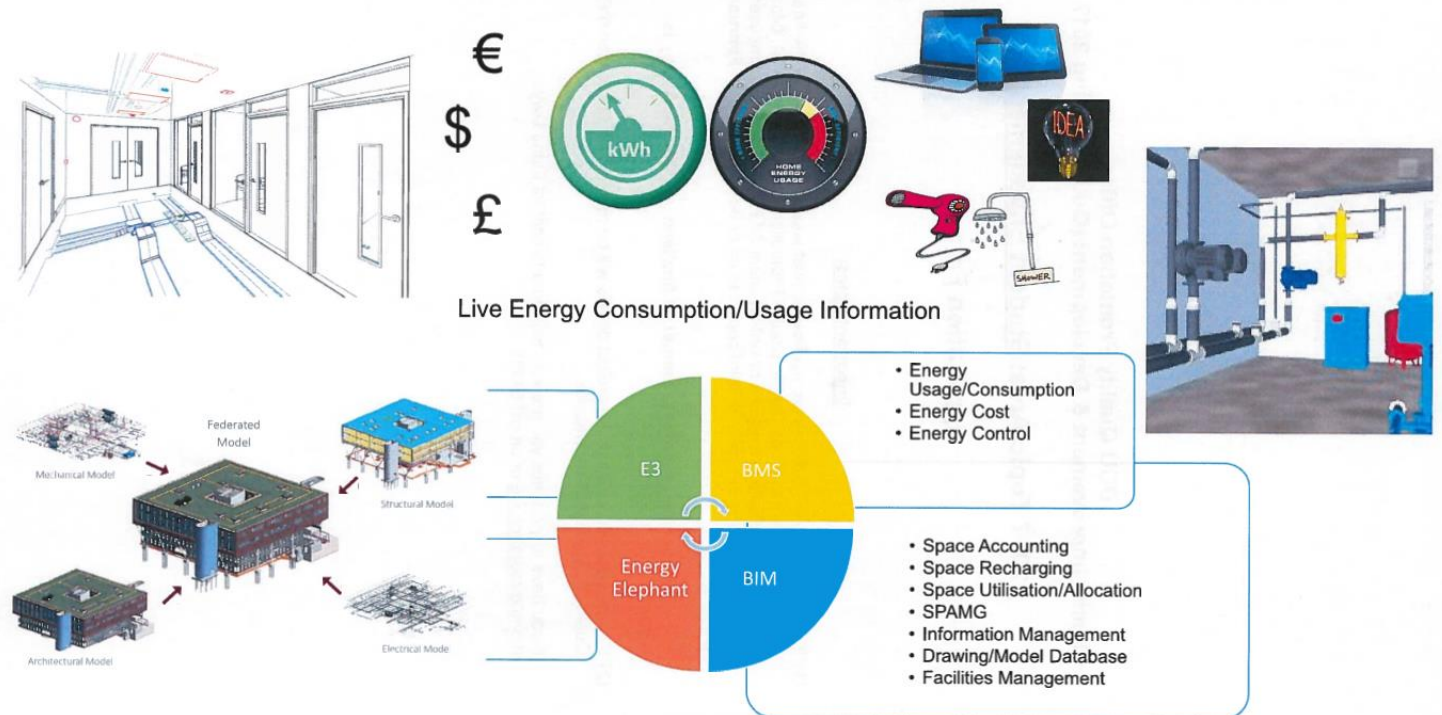 €
$
£
kWh
HOME
ENERGY
USAGE
IDEA
SHOWER
Live Energy Consumption/Usage Information
Mechanical Model
Federated
Model
Structural Model
Architectural Model
Electrical Mode
E3
BMS
Energy
Elephant
BIM
• Energy
Usage/Consumption
• Energy Cost
• Energy Control
• Space Accounting
• Space Recharging
• Space Utilisation/Allocation
• SPAMG
• Information Management
• Drawing/Model Database
• Facilities Management